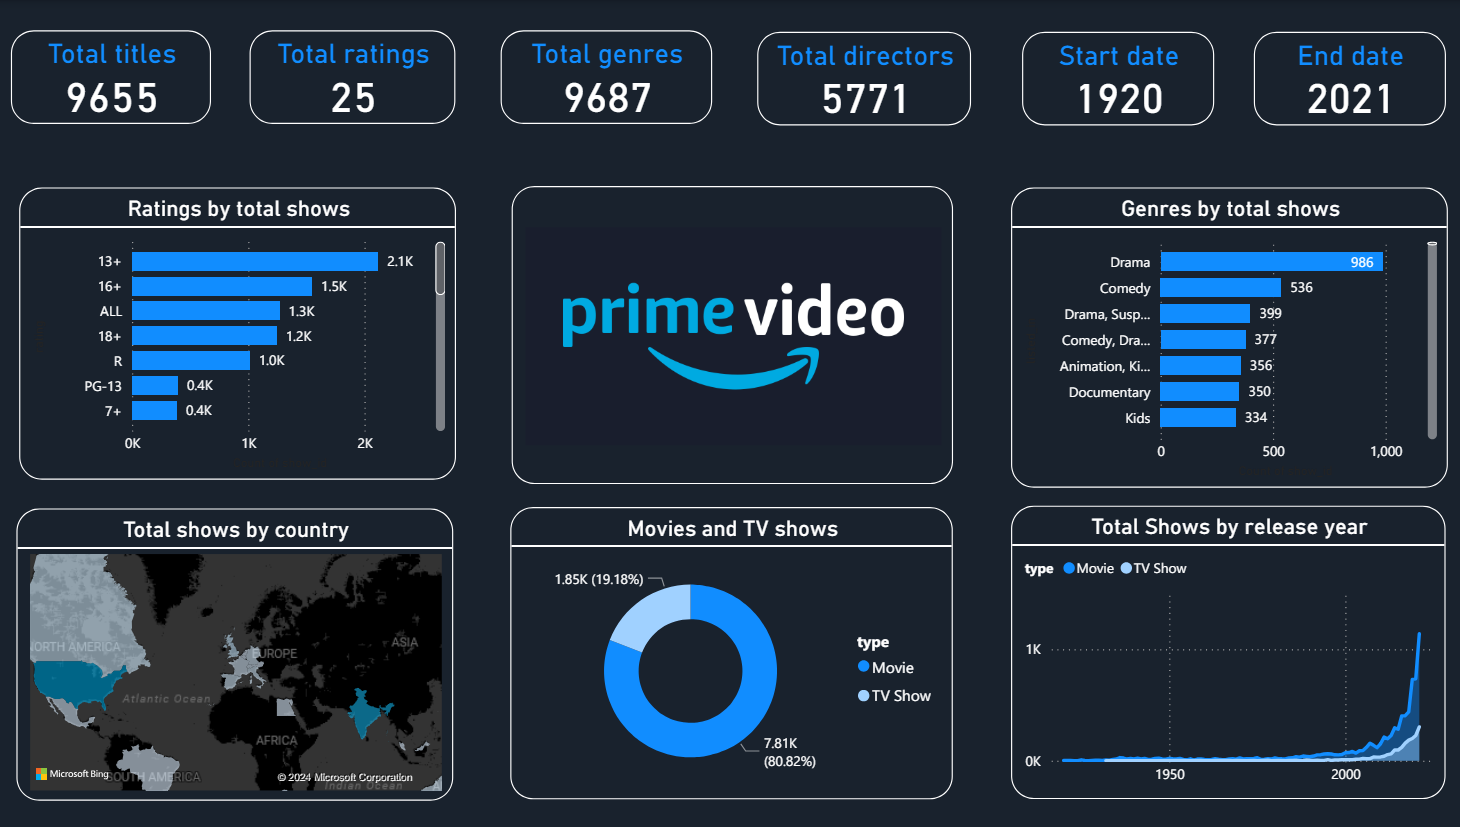 Total titles
9655
Total ratings
25
Total genres
9687
Total directors
5771
Start date
1920
End date
2021
Ratings by total shows
13+ 2.1K
16+ 1.5K
ALL 1.3K
18+ 1.2K
R 1.0K
PG-13 0.4K
7+ 0.4K
0K 1K 2K
prime video
Genres by total shows
Drama 986
Comedy 536
Drama, Susp... 399
Comedy, Dra... 377
Animation, Ki... 356
Documentary 350
Kids 334
0 500 1,000
Total shows by country
NORTH AMERICA
EUROPE
ASIA
Atlantic Ocean
AFRICA
SOUTH AMERICA
Microsoft Bing
© 2024 Microsoft Corporation
Indian Ocean
Movies and TV shows
1.85K (19.18%)
type
Movie
TV Show
7.81K
(80.82%)
Total Shows by release year
type Movie TV Show
1K
0K
1950 2000